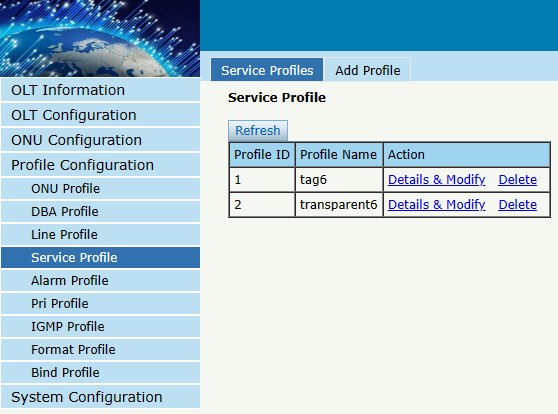 OLT Information
OLT Configuration
ONU Configuration
Profile Configuration
ONU Profile
DBA Profile
Line Profile
Service Profile
Alarm Profile
Pri Profile
IGMP Profile
Format Profile
Bind Profile
System Configuration
Service Profiles Add Profile
Service Profile
Refresh
Profile ID Profile Name Action
1 tag6 Details & Modify Delete
2 transparent6 Details & Modify Delete